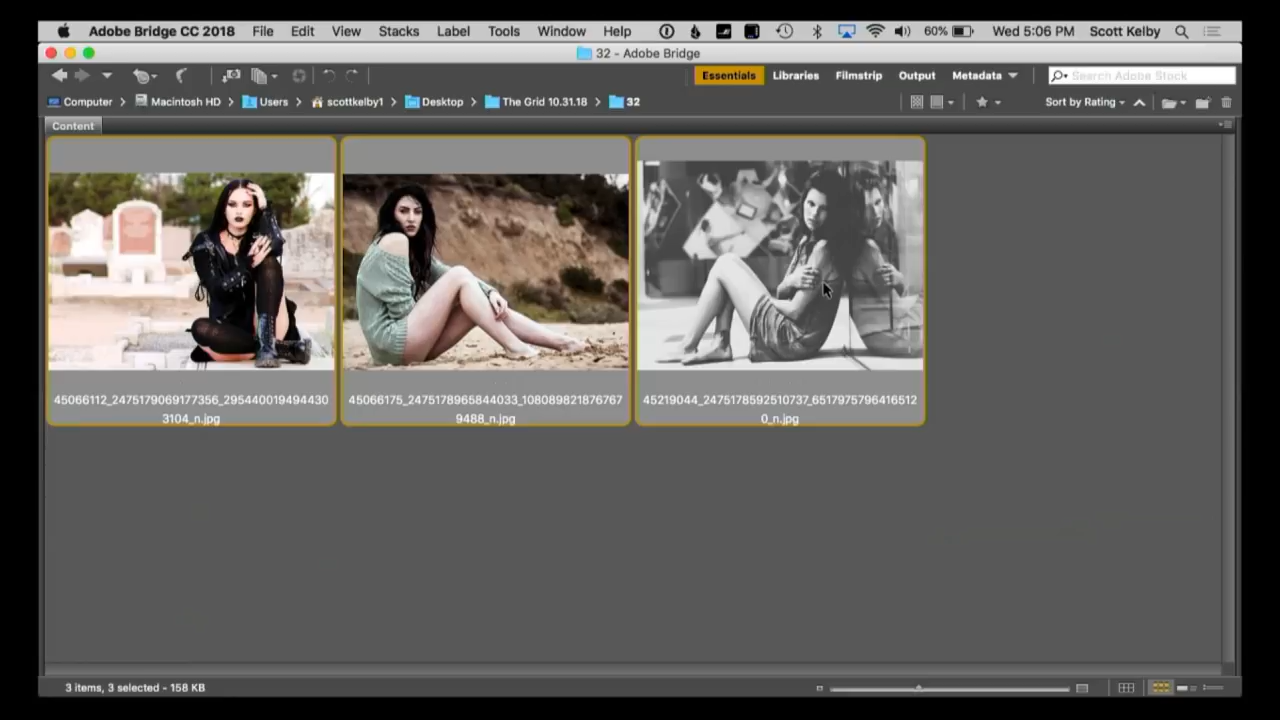 Adobe Bridge CC 2018 File Edit View Stacks Label Tools Window Help 60% Wed 5:06 PM Scott Kelby
32 - Adobe Bridge
Essentials Libraries Filmstrip Output Metadata Search Adobe Stock
Computer Macintosh HD Users scottkelby1 Desktop The Grid 10.31.18 32 Sort by Rating
Content
45066112_2475179069177356_295440019494430
3104_n.jpg
45066175_2475178965844033_108089821876767
9488_n.jpg
45219044_2475178592510737_6517975796416512
0_n.jpg
3 items, 3 selected - 158 KB